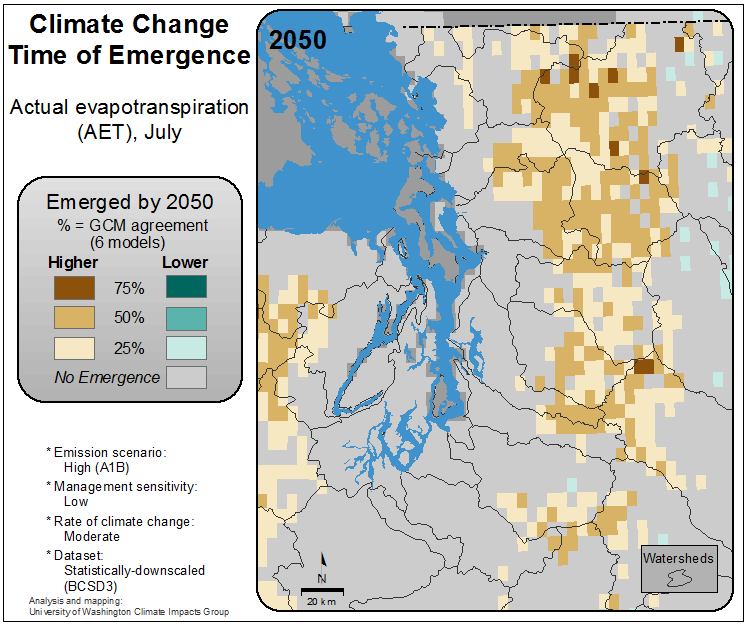 Climate Change
Time of Emergence
Actual evapotranspiration
(AET), July
Emerged by 2050
% = GCM agreement
(6 models)
Higher Lower
75%
50%
25%
No Emergence
* Emission scenario:
High (A1B)
* Management sensitivity:
Low
* Rate of climate change:
Moderate
* Dataset:
Statistically-downscaled
(BCSD3)
Analysis and mapping:
University of Washington Climate Impacts Group
2050
N
20 km
Watersheds